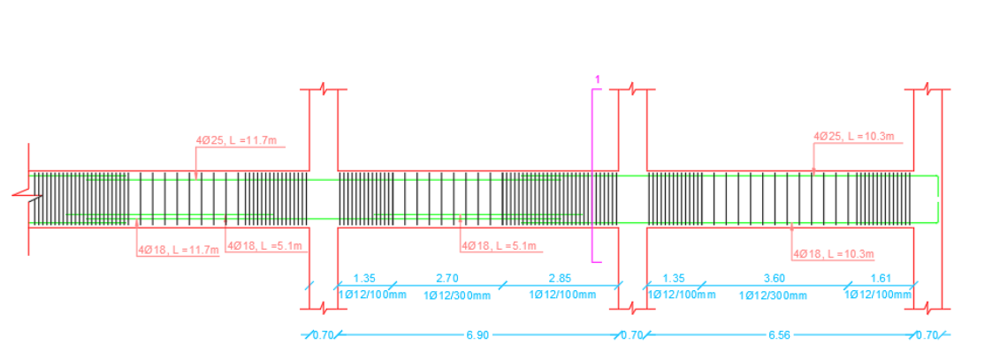 1
4Ø25, L =11.7m
4Ø25, L =10.3m
4Ø18, L =11.7m
4Ø18, L =5.1m
4Ø18, L =5.1m
4Ø18, L =10.3m
1.35 2.70 2.85 1.35 3.60 1.61
1Ø12/100mm 1Ø12/300mm 1Ø12/100mm 1Ø12/100mm 1Ø12/300mm 1Ø12/100mm
0.70 6.90 0.70 6.56 0.70